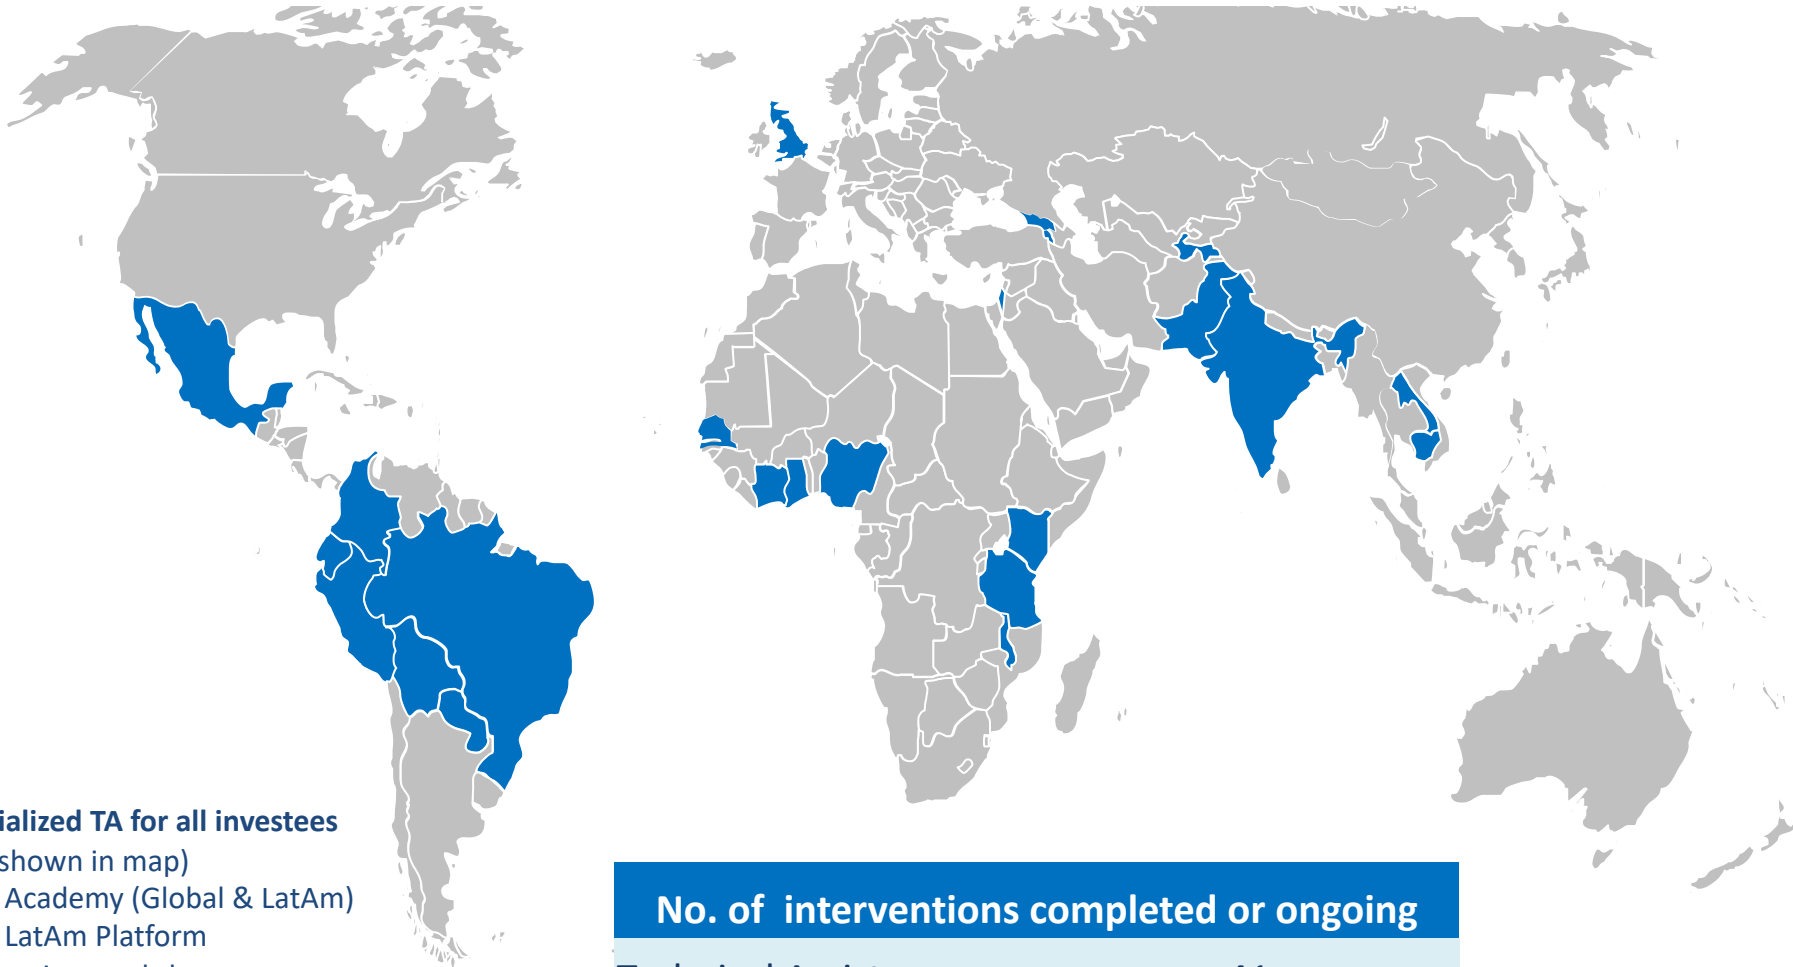 ialized TA for all investees
shown in map)
Academy (Global & LatAm)
LatAm Platform
No. of interventions completed or ongoing